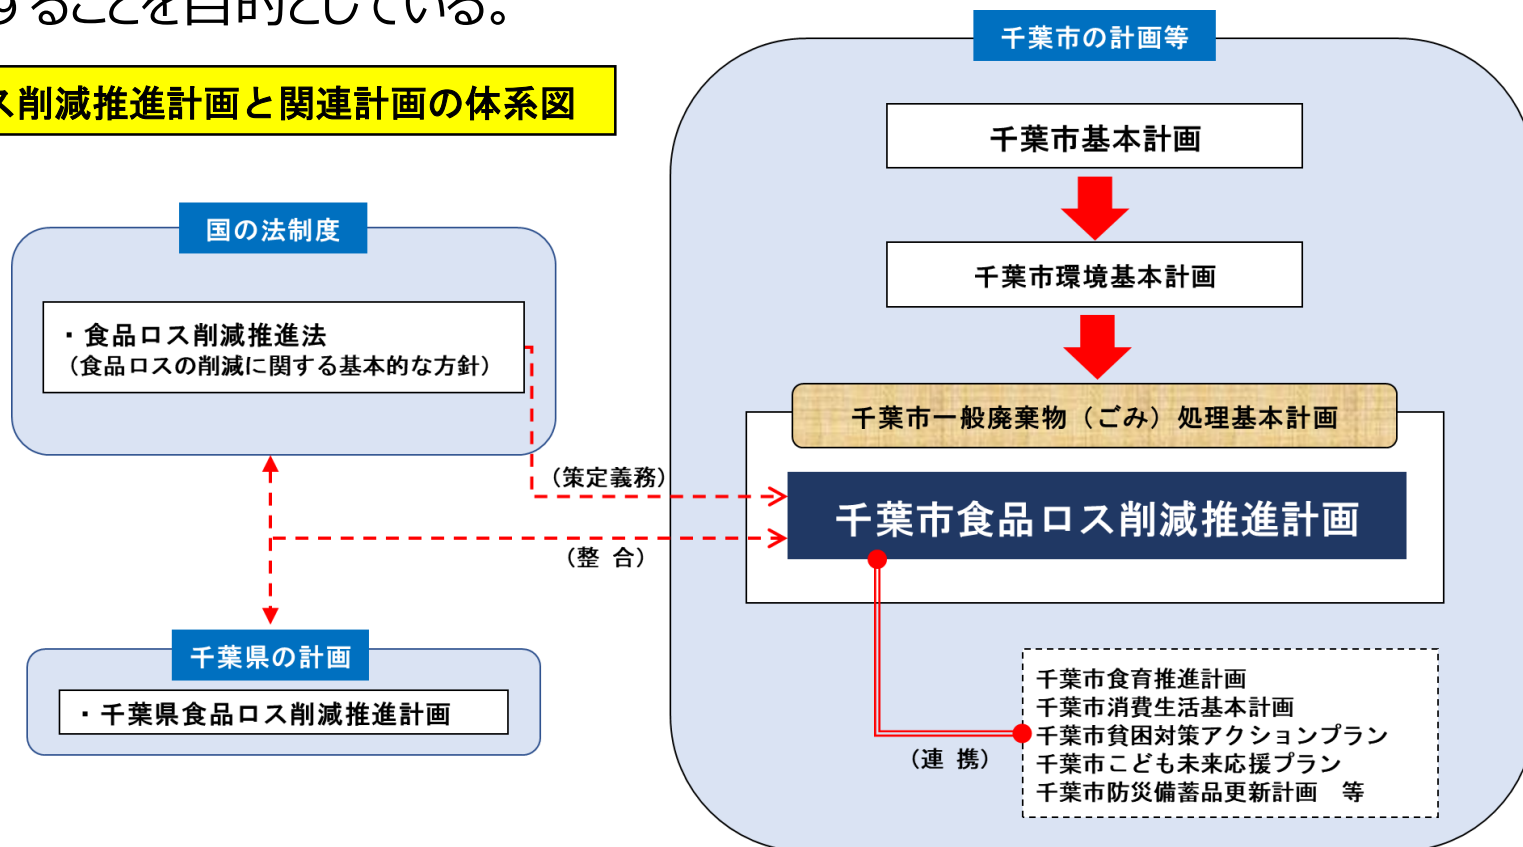 することを目的としている。
ス削減推進計画と関連計画の体系図
国の法制度
・食品ロス削減推進法
（食品ロスの削減に関する基本的な方針）
（策定義務）
（整 合）
千葉県の計画
・千葉県食品ロス削減推進計画
千葉市の計画等
千葉市基本計画
千葉市環境基本計画
千葉市一般廃棄物（ごみ）処理基本計画
千葉市食品ロス削減推進計画
（連 携）
千葉市食育推進計画
千葉市消費生活基本計画
千葉市貧困対策アクションプラン
千葉市こども未来応援プラン
千葉市防災備蓄品更新計画　等